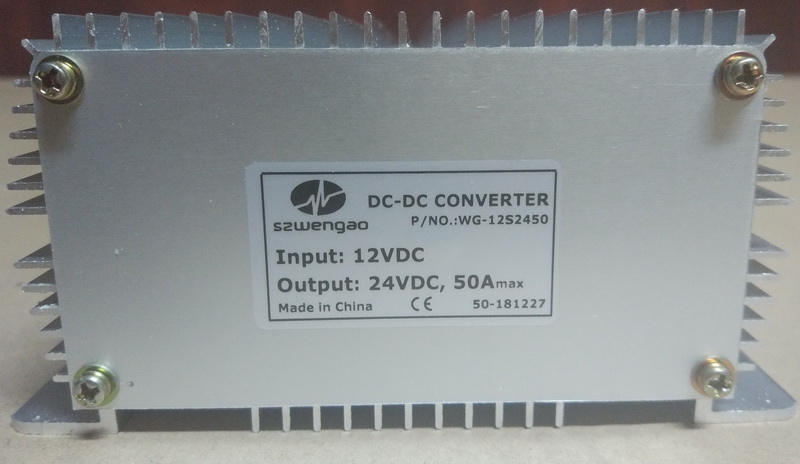 DC-DC CONVERTER
P/NO.:WG-12S2450
szwengao
Input: 12VDC
Output: 24VDC, 50Amax
Made in China CE 50-181227